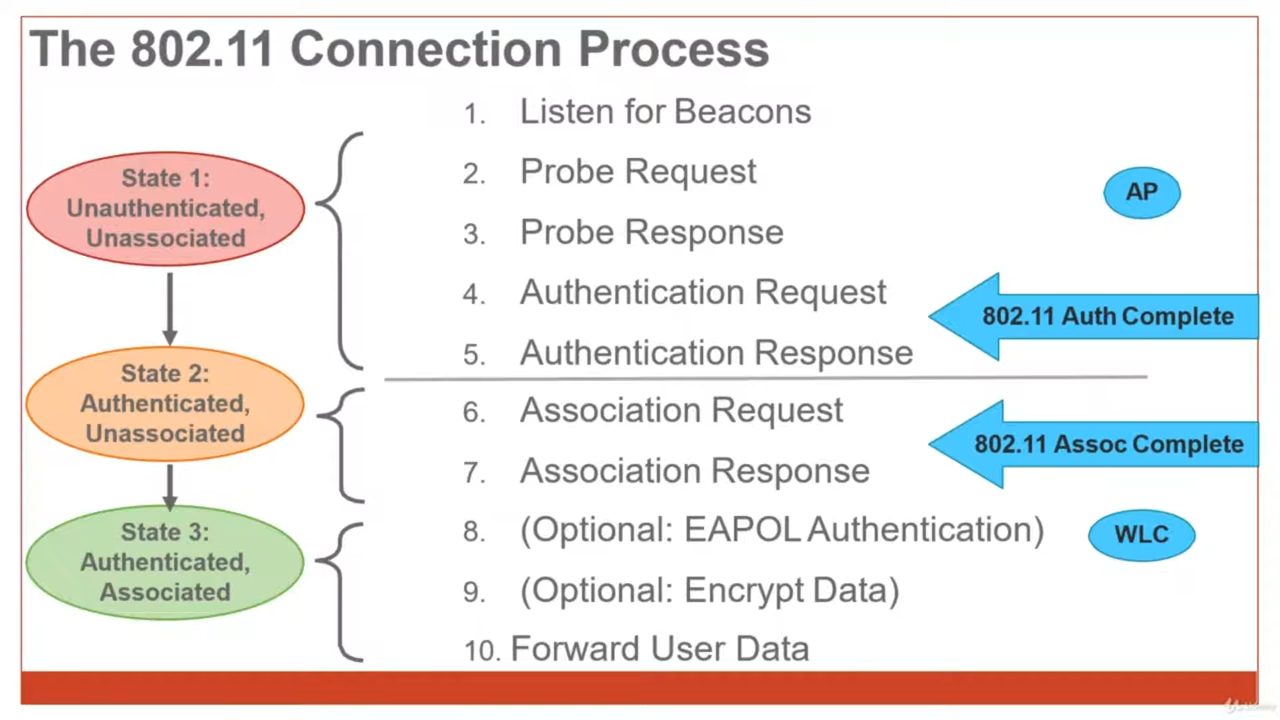 The 802.11 Connection Process
1. Listen for Beacons
2. Probe Request
3. Probe Response
4. Authentication Request
5. Authentication Response
6. Association Request
7. Association Response
8. (Optional: EAPOL Authentication)
9. (Optional: Encrypt Data)
10. Forward User Data
State 1:
Unauthenticated,
Unassociated
State 2:
Authenticated,
Unassociated
State 3:
Authenticated,
Associated
AP
802.11 Auth Complete
802.11 Assoc Complete
WLC